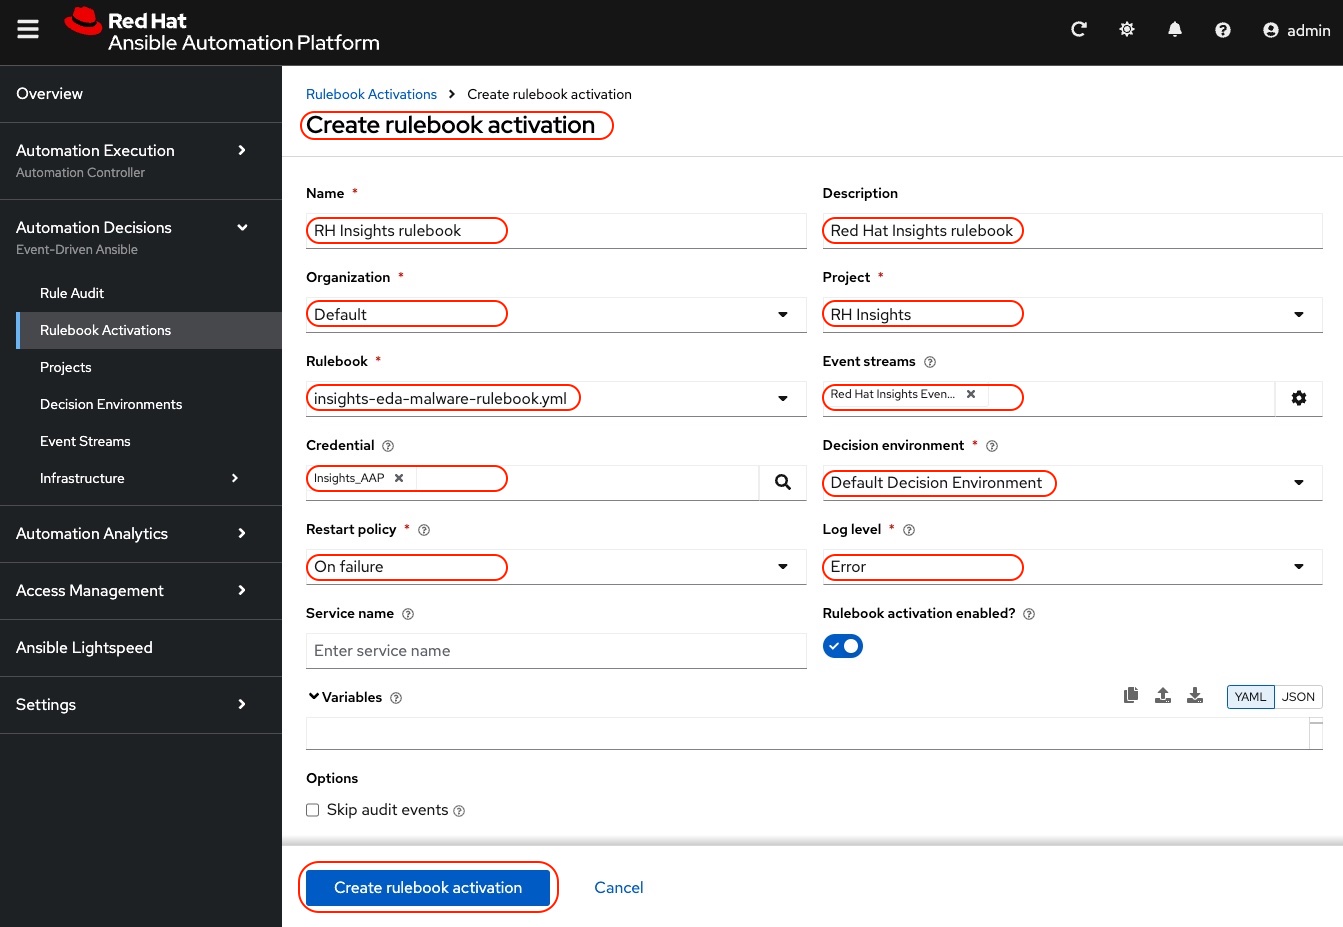 Red Hat
Ansible Automation Platform
admin
Overview
Automation Execution
Automation Controller
Automation Decisions
Event-Driven Ansible
Rule Audit
Rulebook Activations
Projects
Decision Environments
Event Streams
Infrastructure
Automation Analytics
Access Management
Ansible Lightspeed
Settings
Rulebook Activations > Create rulebook activation
Create rulebook activation
Name *
RH Insights rulebook
Description
Red Hat Insights rulebook
Organization *
Default
Project *
RH Insights
Rulebook *
insights-eda-malware-rulebook.yml
Event streams
Red Hat Insights Even...
Credential
Insights_AAP
Decision environment *
Default Decision Environment
Restart policy *
On failure
Log level *
Error
Service name
Enter service name
Rulebook activation enabled?
Variables
YAML JSON
Options
Skip audit events
Create rulebook activation
Cancel